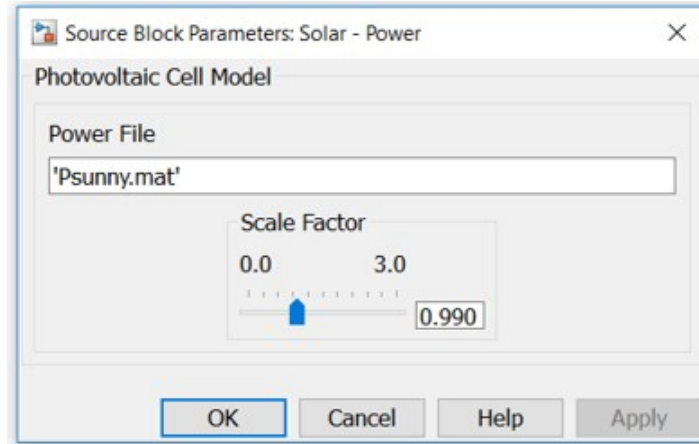 Source Block Parameters: Solar - Power
Photovoltaic Cell Model
Power File
'Psunny.mat'
Scale Factor
0.0 3.0
0.990
OK Cancel Help Apply